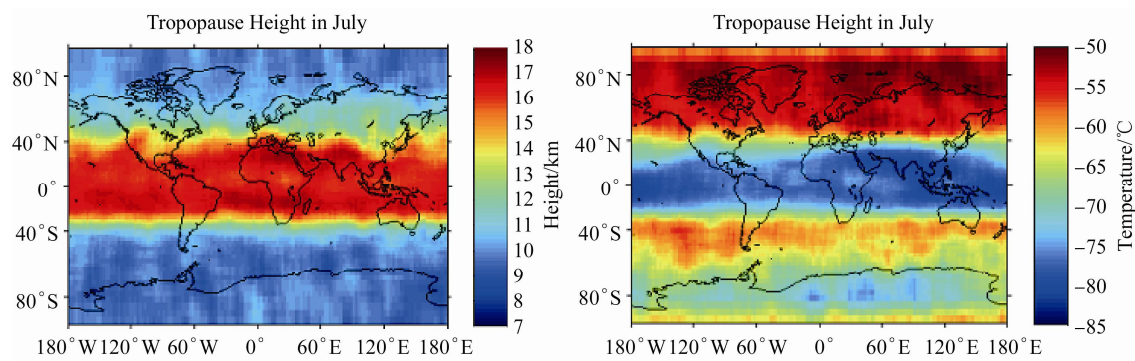 Tropopause Height in July
80°N
40°N
0°
40°S
80°S
180°W 120°W 60°W 0° 60°E 120°E 180°E
18
17
16
15
14
13
12
11
10
9
8
7
Height/km
Tropopause Height in July
80°N
40°N
0°
40°S
80°S
180°W 120°W 60°W 0° 60°E 120°E 180°E
−50
−55
−60
−65
−70
−75
−80
−85
Temperature/℃